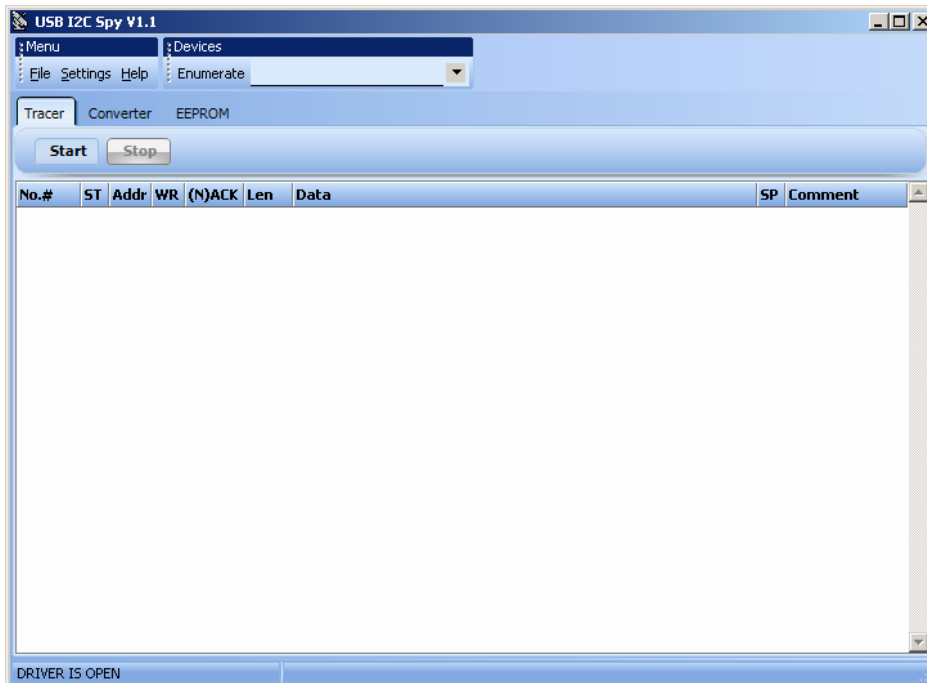 USB I2C Spy V1.1
Menu Devices
File Settings Help Enumerate
Tracer Converter EEPROM
Start Stop
No.# ST Addr WR (N)ACK Len Data SP Comment
DRIVER IS OPEN